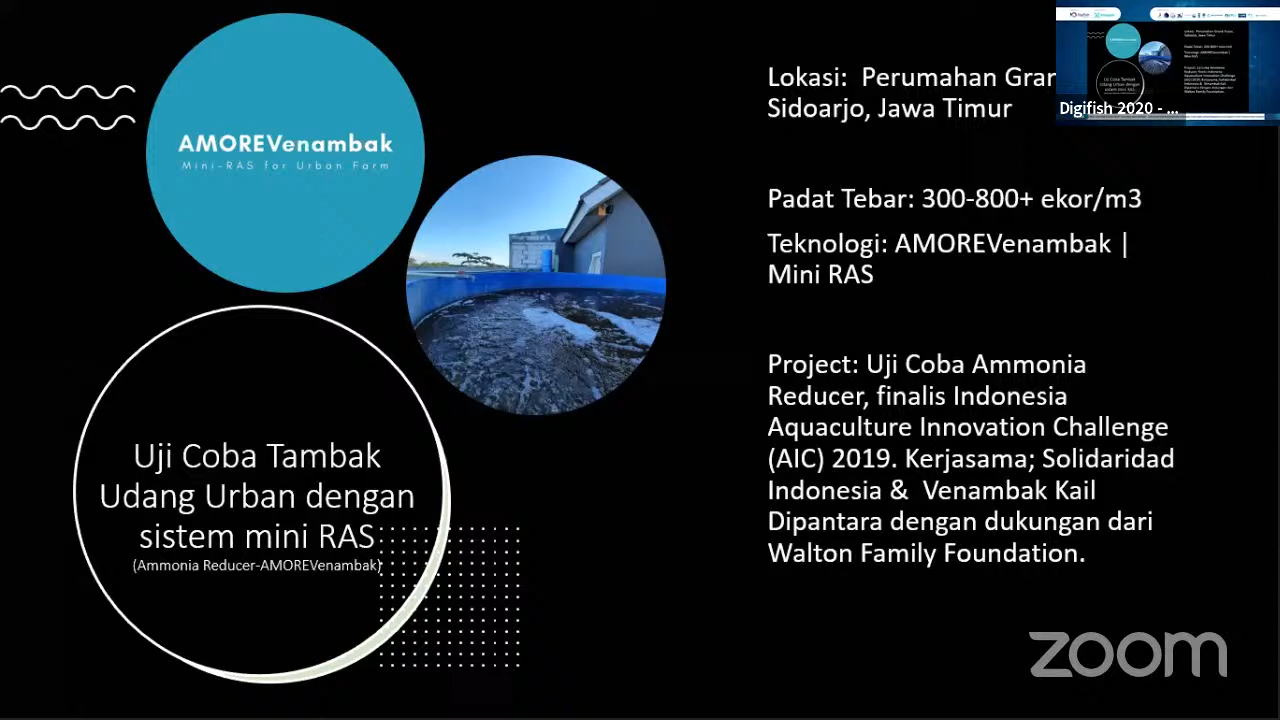 AMOREVenambak
Mini-RAS for Urban Farm
Uji Coba Tambak
Udang Urban dengan
sistem mini RAS
(Ammonia Reducer-AMOREVenambak)
Lokasi: Perumahan
Sidoarjo, Jawa Timur
Padat Tebar: 300-800+ ekor/m3
Teknologi: AMOREVenambak |
Mini RAS
Project: Uji Coba Ammonia
Reducer, finalis Indonesia
Aquaculture Innovation Challenge
(AIC) 2019. Kerjasama; Solidaridad
Indonesia & Venambak Kail
Dipantara dengan dukungan dari
Walton Family Foundation.
Digifish 2020 - ...
zoom